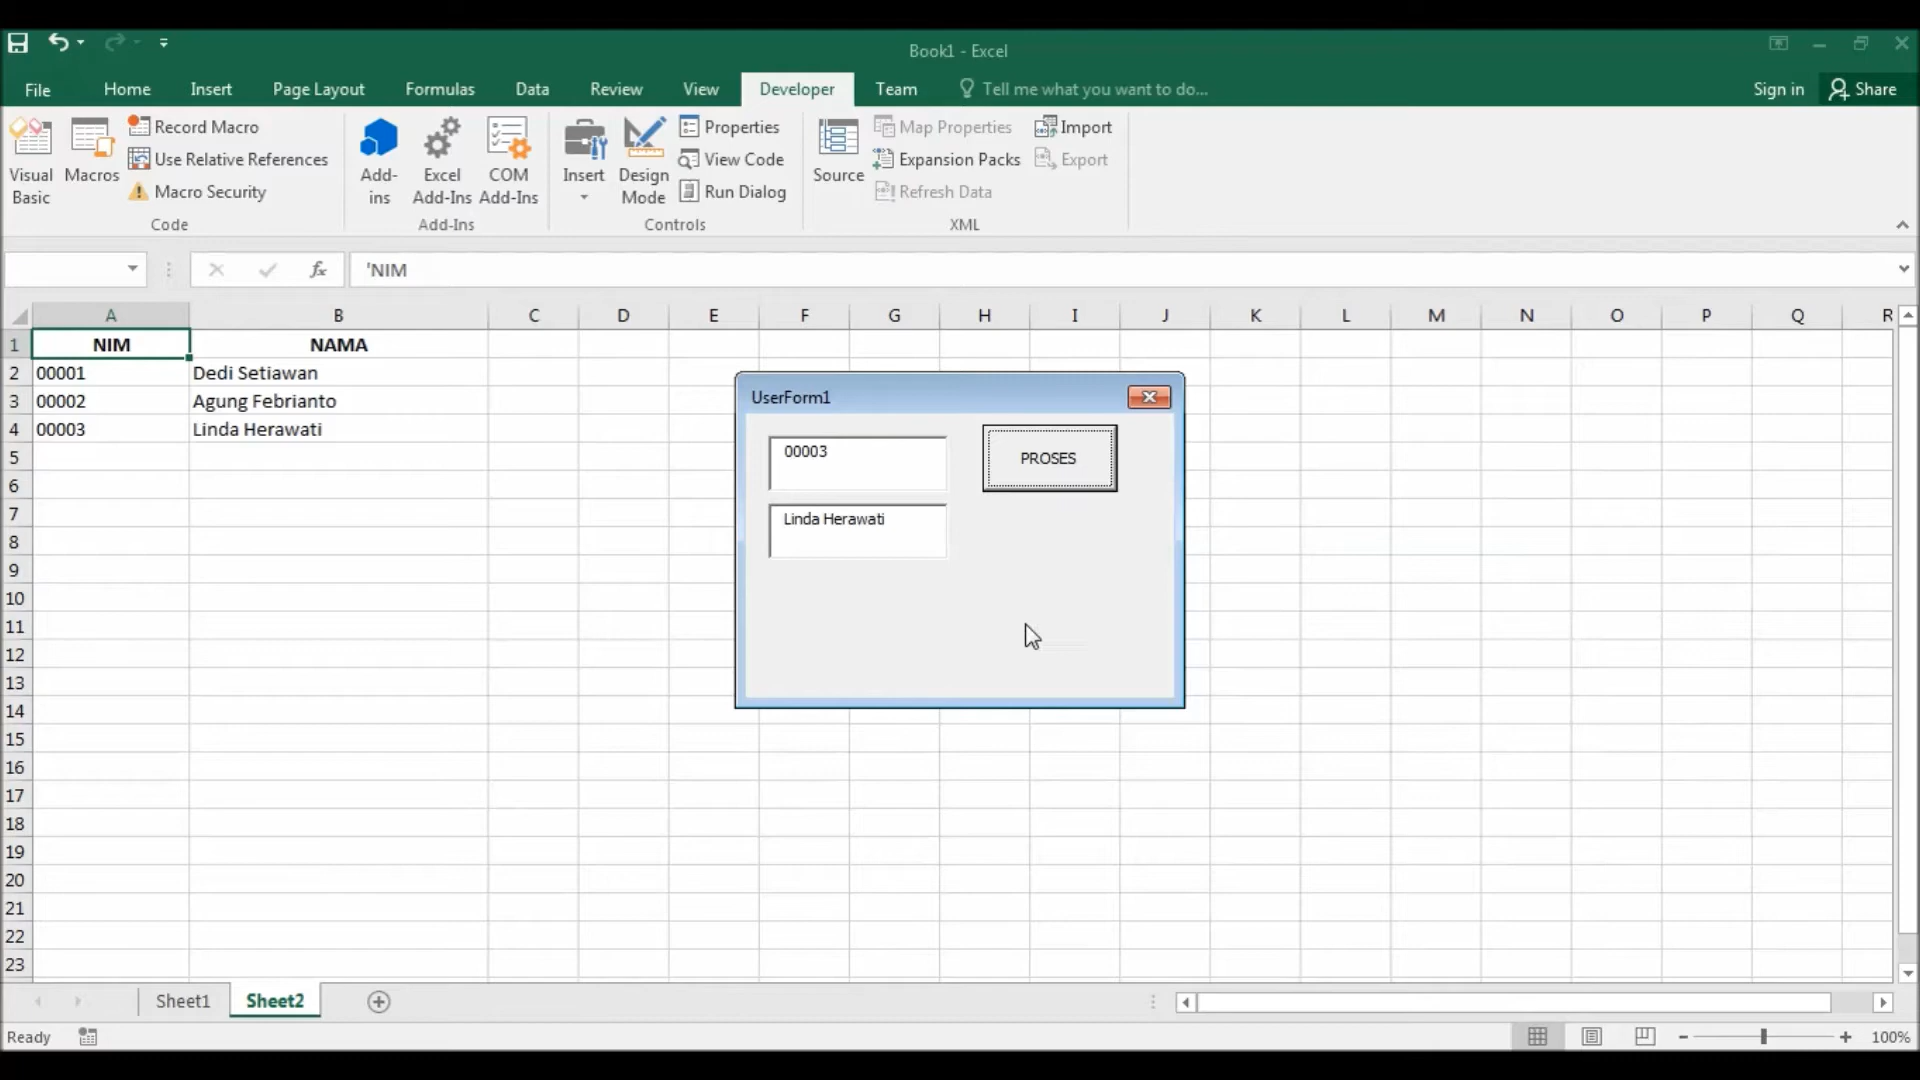 Book1 - Excel
File Home Insert Page Layout Formulas Data Review View Developer Team Tell me what you want to do... Sign in Share
Visual Basic
Macros
Record Macro
Use Relative References
Macro Security
Code
Add-ins
Excel Add-Ins
COM Add-Ins
Add-Ins
Insert
Design Mode
Properties
View Code
Run Dialog
Controls
Source
Map Properties
Expansion Packs
Refresh Data
Import
Export
XML
fx 'NIM
A B C D E F G H I J K L M N O P Q R
1 NIM NAMA
2 00001 Dedi Setiawan
3 00002 Agung Febrianto
4 00003 Linda Herawati
5
6
7
8
9
10
11
12
13
14
15
16
17
18
19
20
21
22
23
UserForm1
00003
PROSES
Linda Herawati
Sheet1 Sheet2
Ready 100%